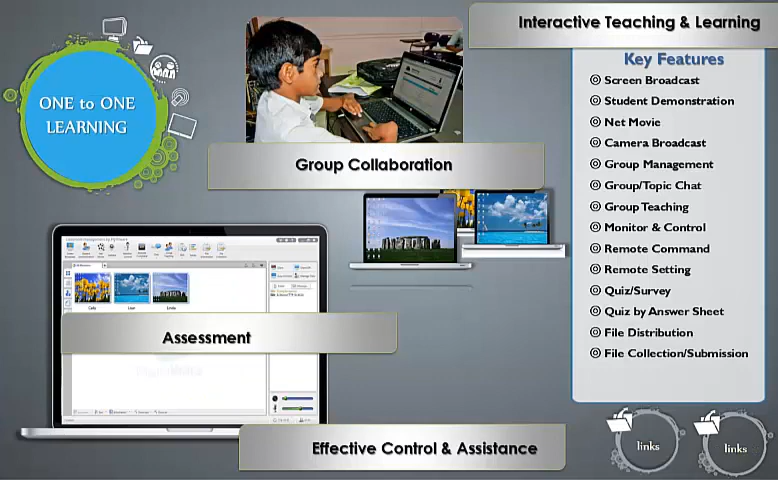 Interactive Teaching & Learning
ONE to ONE
LEARNING
Group Collaboration
Key Features
Screen Broadcast
Student Demonstration
Net Movie
Camera Broadcast
Group Management
Group/Topic Chat
Group Teaching
Monitor & Control
Remote Command
Remote Setting
Quiz/Survey
Quiz by Answer Sheet
File Distribution
File Collection/Submission
Assessment
Effective Control & Assistance
links
links